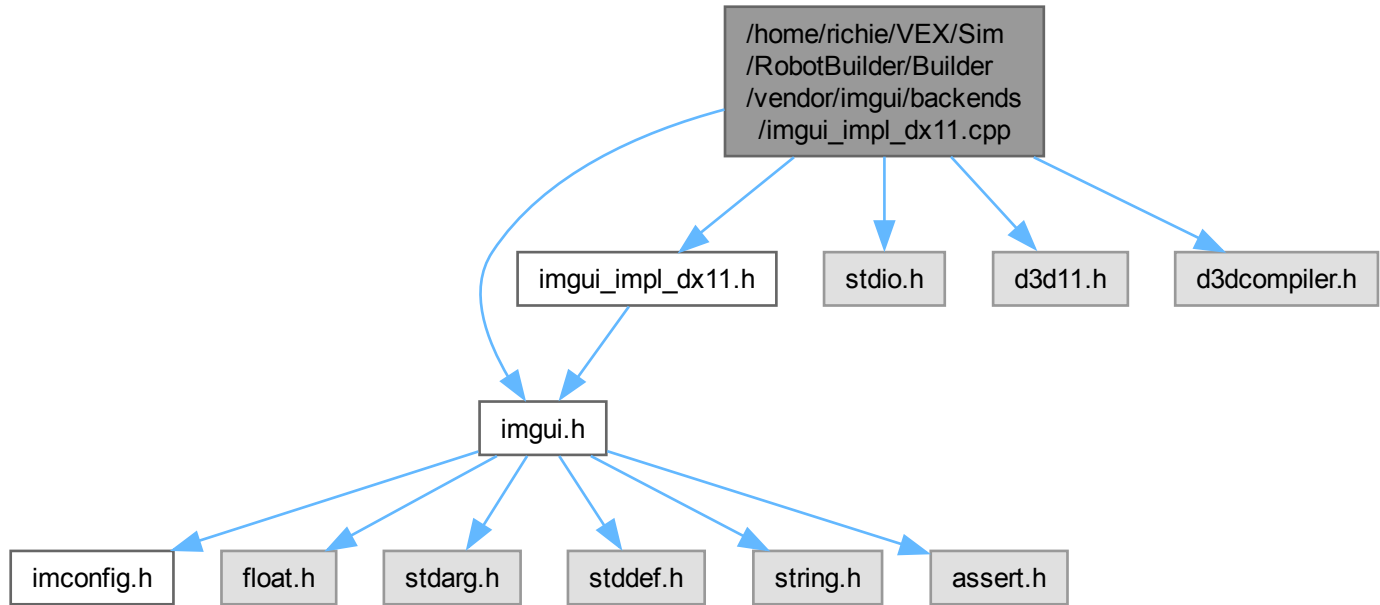 /home/richie/VEX/Sim
/RobotBuilder/Builder
/vendor/imgui/backends
/imgui_impl_dx11.cpp
imgui_impl_dx11.h
stdio.h
d3d11.h
d3dcompiler.h
imgui.h
imconfig.h
float.h
stdarg.h
stddef.h
string.h
assert.h